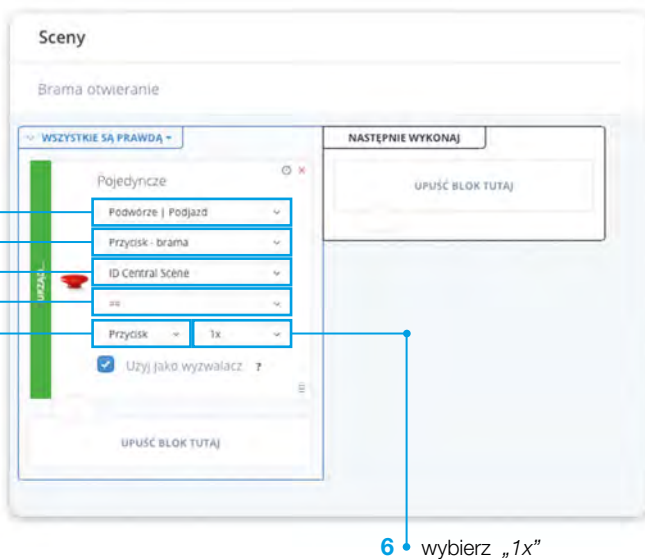 Sceny
Brama otwieranie
WSZYSTKIE SĄ PRAWDĄ
NASTĘPNIE WYKONAJ
Pojedyncze
UPUŚĆ BLOK TUTAJ
Podwórze | Podjazd
Przycisk - brama
ID Central Scene
==
Przycisk 1x
Użyj jako wyzwalacz ?
UPUŚĆ BLOK TUTAJ
6 wybierz „1x”